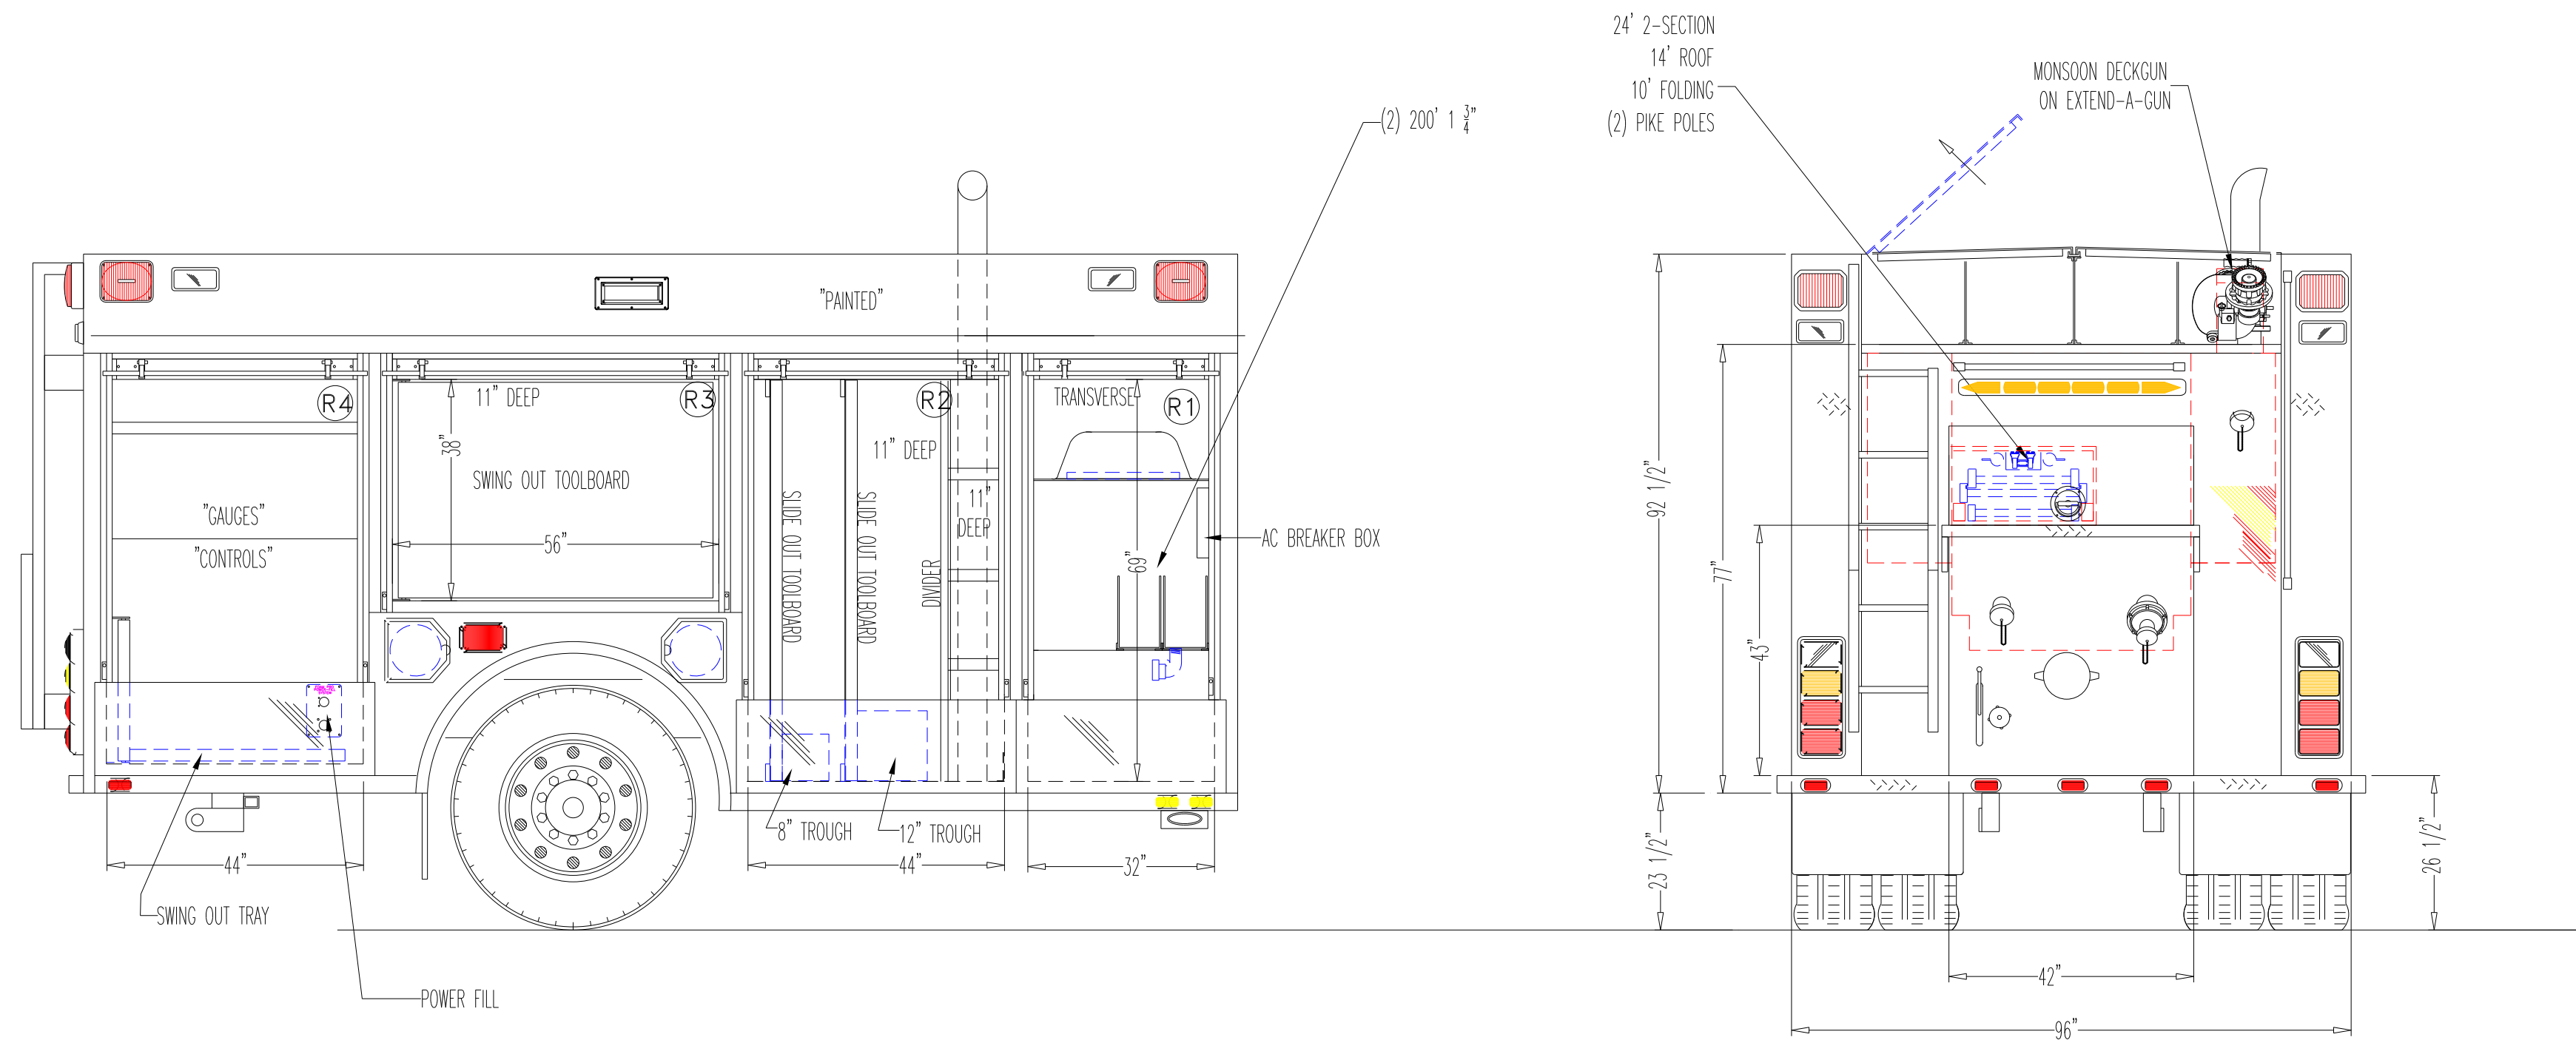 24' 2-SECTION
14' ROOF
10' FOLDING
(2) PIKE POLES
MONSOON DECKGUN
ON EXTEND-A-GUN
(2) 200' 1 3/4"
"PAINTED"
R4
11" DEEP
R3
R2
TRANSVERSE
R1
38"
11" DEEP
SWING OUT TOOLBOARD
"GAUGES"
"CONTROLS"
56"
SLIDE OUT TOOLBOARD
SLIDE OUT TOOLBOARD
DIVIDER
11"
DEEP
69"
AC BREAKER BOX
8" TROUGH
12" TROUGH
44"
44"
32"
SWING OUT TRAY
POWER FILL
92 1/2"
77"
43"
23 1/2"
26 1/2"
42"
96"